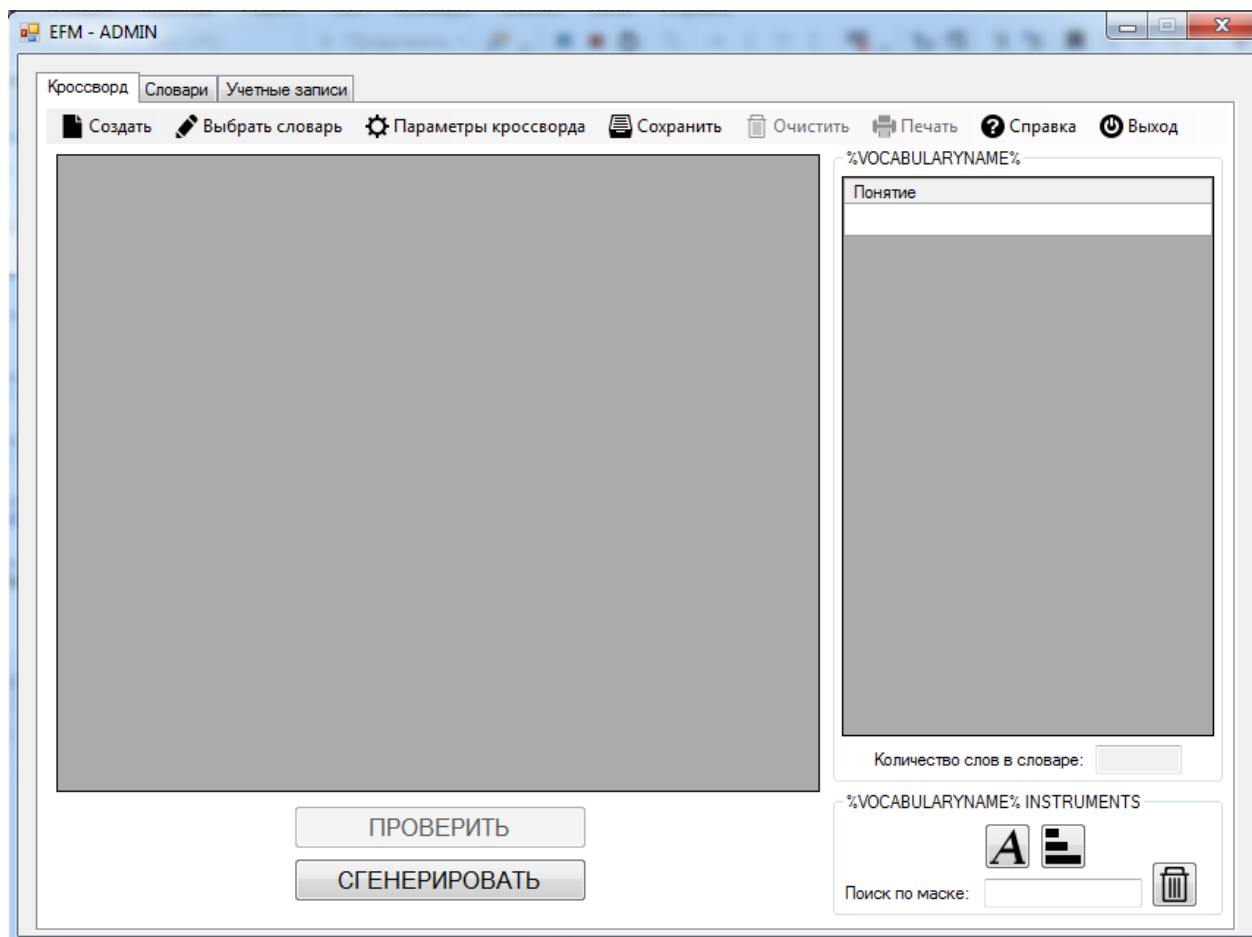 EFM - ADMIN
Кроссворд Словари Учетные записи
Создать Выбрать словарь Параметры кроссворда Сохранить Очистить Печать Справка Выход
%VOCABULARYNAME%
Понятие
Количество слов в словаре:
ПРОВЕРИТЬ
СГЕНЕРИРОВАТЬ
%VOCABULARYNAME% INSTRUMENTS
A
Поиск по маске: